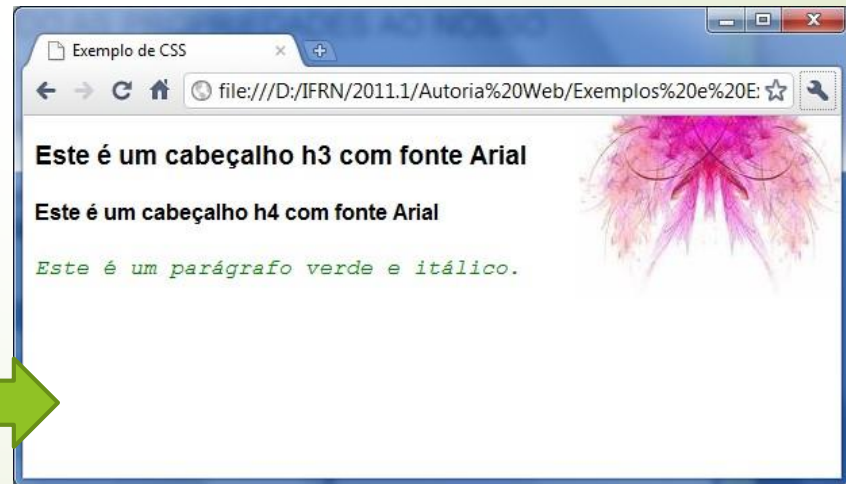 Exemplo de CSS
file:///D:/IFRN/2011.1/Autoria%20Web/Exemplos%20e%20E
Este é um cabeçalho h3 com fonte Arial
Este é um cabeçalho h4 com fonte Arial
Este é um parágrafo verde e itálico.